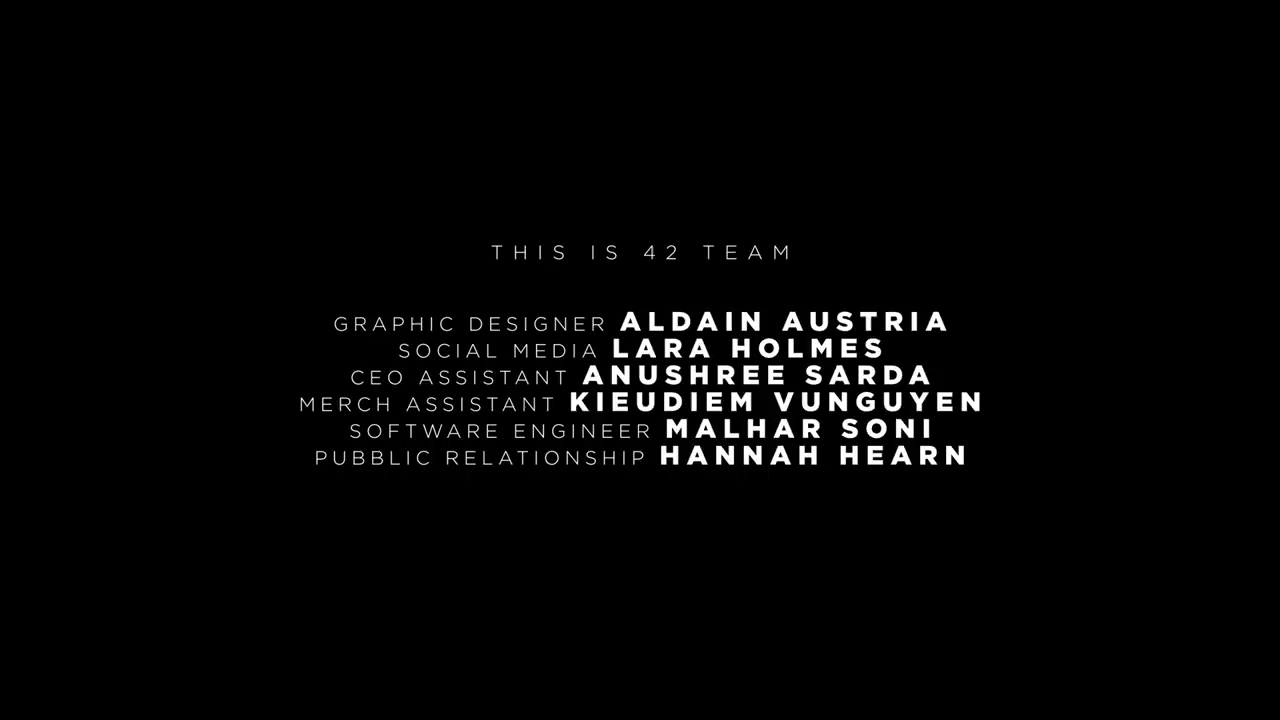 THIS IS 42 TEAM
GRAPHIC DESIGNER ALDAIN AUSTRIA
SOCIAL MEDIA LARA HOLMES
CEO ASSISTANT ANUSHREE SARDA
MERCH ASSISTANT KIEUDIEM VUNGUYEN
SOFTWARE ENGINEER MALHAR SONI
PUBBLIC RELATIONSHIP HANNAH HEARN